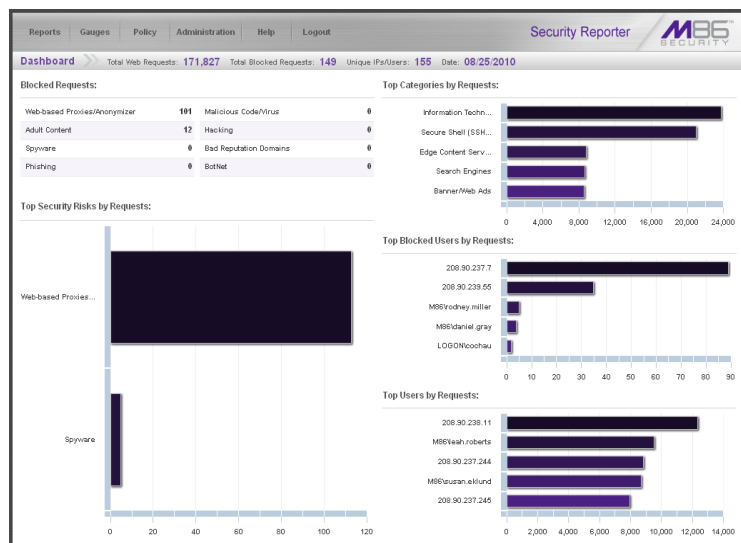 Reports Gauges Policy Administration Help Logout
Security Reporter
M86™
SECURITY
Dashboard Total Web Requests: 171,827 Total Blocked Requests: 149 Unique IPs/Users: 155 Date: 08/25/2010
Blocked Requests:
Web-based Proxies/Anonymizer 101 Malicious Code/Virus 0
Adult Content 12 Hacking 0
Spyware 0 Bad Reputation Domains 0
Phishing 0 BotNet 0
Top Security Risks by Requests:
Web-based Proxies...
Spyware
0 20 40 60 80 100 120
Top Categories by Requests:
Information Techn...
Secure Shell (SSH...
Edge Content Serv...
Search Engines
Banner/Web Ads
0 4,000 8,000 12,000 16,000 20,000 24,000
Top Blocked Users by Requests:
208.90.237.7
208.90.239.55
M86\rodney.miller
M86\daniel.gray
LOGON\cochau
0 10 20 30 40 50 60 70 80 90
Top Users by Requests:
208.90.238.11
M86\leah.roberts
208.90.237.244
M86\susan.eklund
208.90.237.245
0 2,000 4,000 6,000 8,000 10,000 12,000 14,000